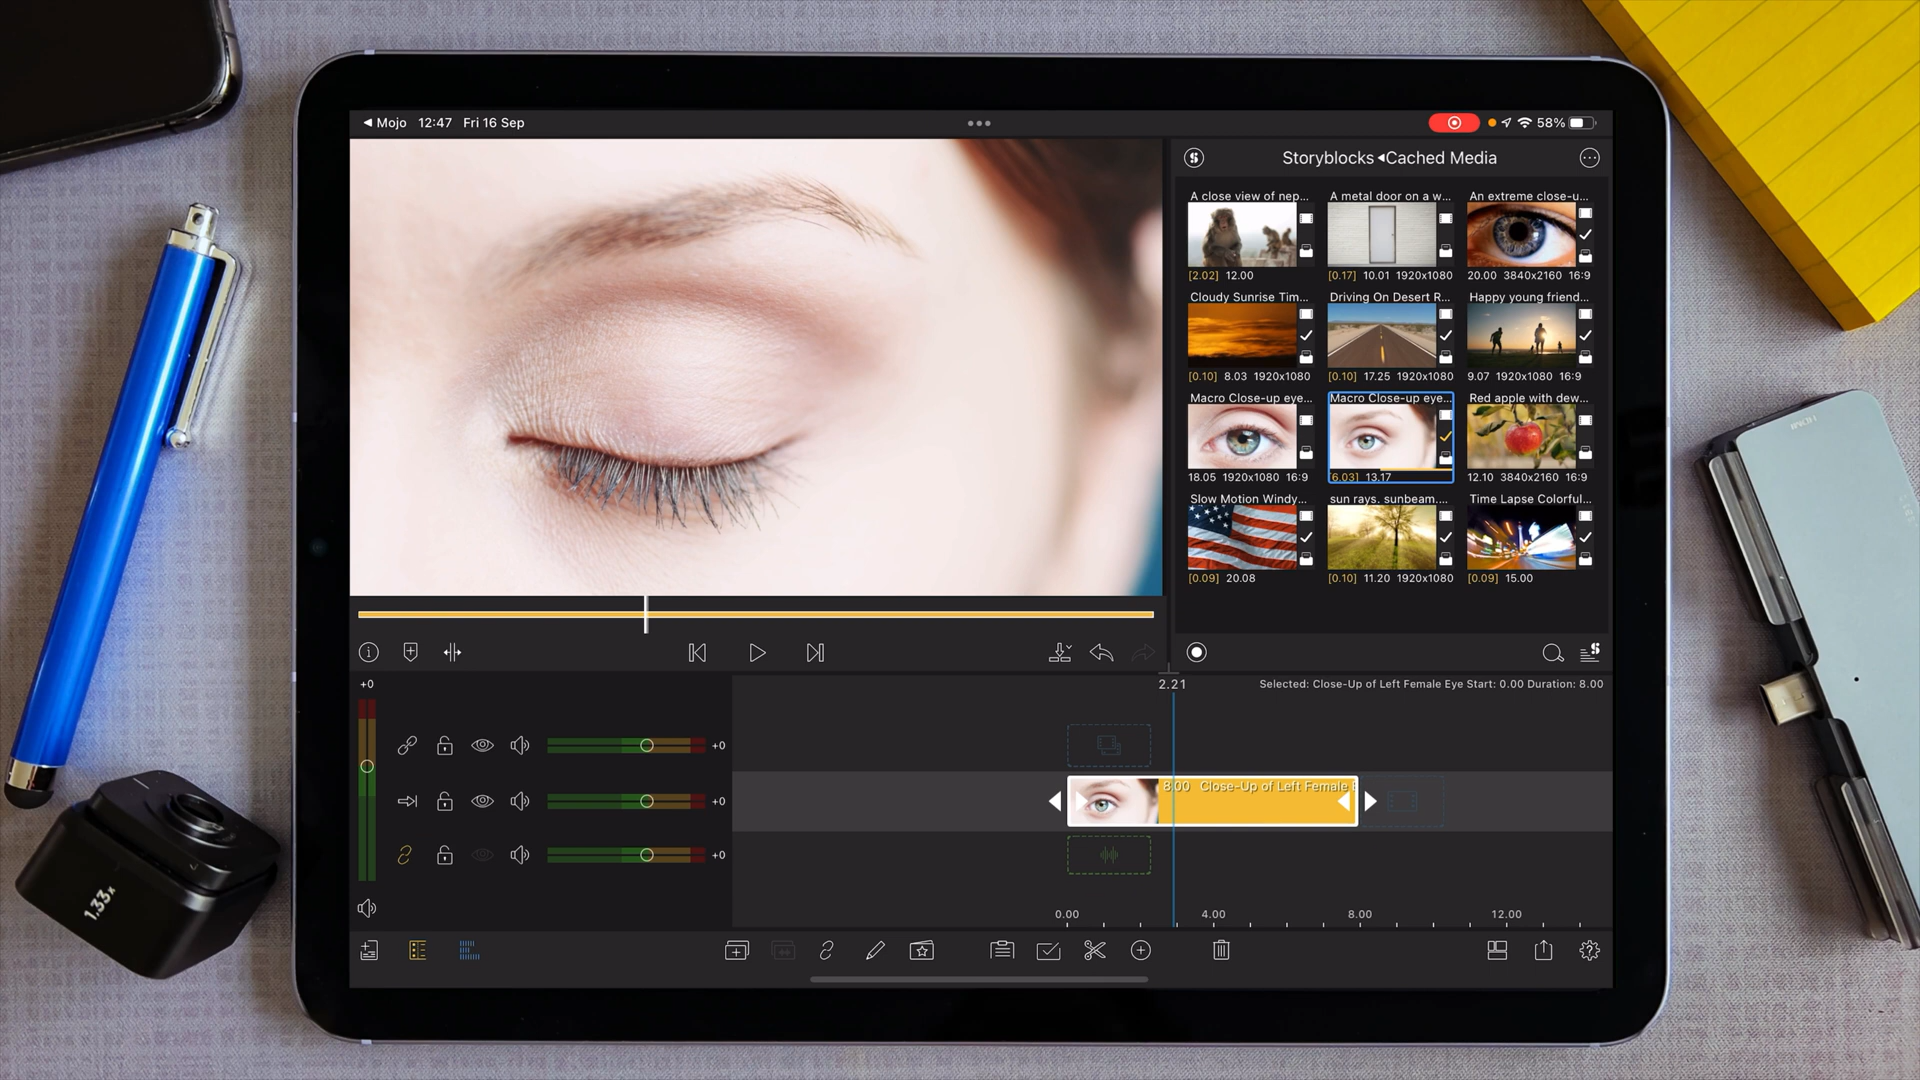 ◀ Mojo 12:47 Fri 16 Sep
58%
Storyblocks ◂Cached Media
A close view of nep...
A metal door on a w...
An extreme close-u...
[2.02] 12.00
[0.17] 10.01 1920x1080
20.00 3840x2160 16:9
Cloudy Sunrise Tim...
Driving On Desert R...
Happy young friend...
[0.10] 8.03 1920x1080
[0.10] 17.25 1920x1080
9.07 1920x1080 16:9
Macro Close-up eye...
Macro Close-up eye...
Red apple with dew...
18.05 1920x1080 16:9
[6.03] 13.17
12.10 3840x2160 16:9
Slow Motion Windy...
sun rays. sunbeam....
Time Lapse Colorful...
[0.09] 20.08
[0.10] 11.20 1920x1080
[0.09] 15.00
+0
2.21
Selected: Close-Up of Left Female Eye Start: 0.00 Duration: 8.00
+0
+0
8.00 Close-Up of Left Female
+0
0.00
4.00
8.00
12.00
1.33x